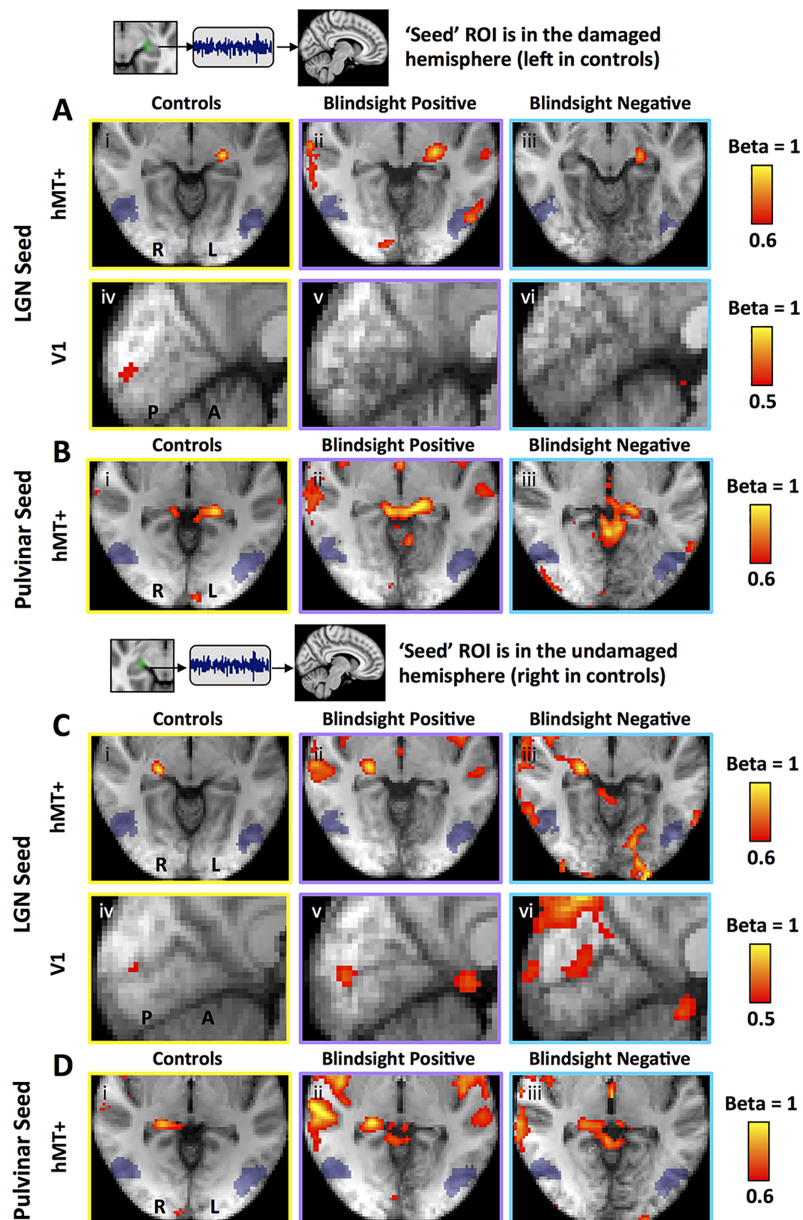 ‘Seed’ ROI is in the damaged
hemisphere (left in controls)
A
Controls
Blindsight Positive
Blindsight Negative
LGN Seed
hMT+
i
R
L
ii
iii
Beta = 1
0.6
V1
iv
P
A
v
vi
Beta = 1
0.5
B
Controls
Blindsight Positive
Blindsight Negative
Pulvinar Seed
hMT+
i
R
L
ii
iii
Beta = 1
0.6
‘Seed’ ROI is in the undamaged
hemisphere (right in controls)
C
Controls
Blindsight Positive
Blindsight Negative
LGN Seed
hMT+
i
R
L
ii
iii
Beta = 1
0.6
V1
iv
P
A
v
vi
Beta = 1
0.5
D
Controls
Blindsight Positive
Blindsight Negative
Pulvinar Seed
hMT+
i
R
L
ii
iii
Beta = 1
0.6